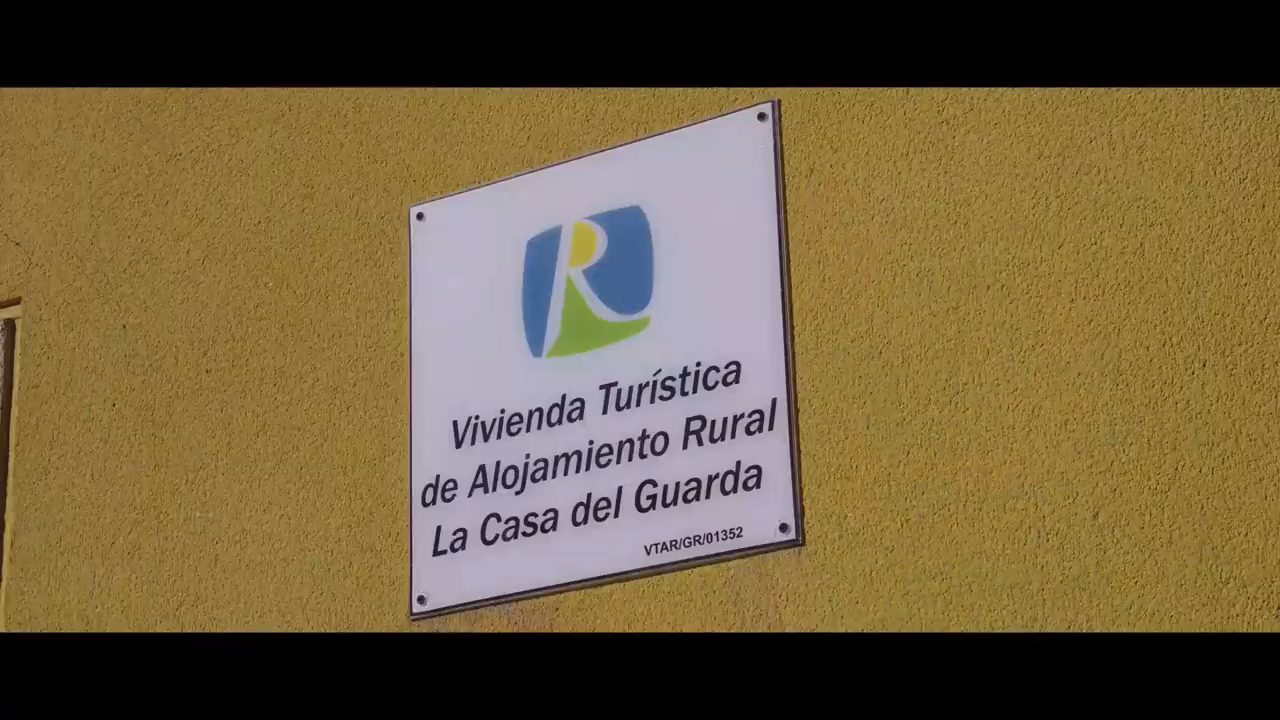 R
Vivienda Turística
de Alojamiento Rural
La Casa del Guarda
VTAR/GR/01352